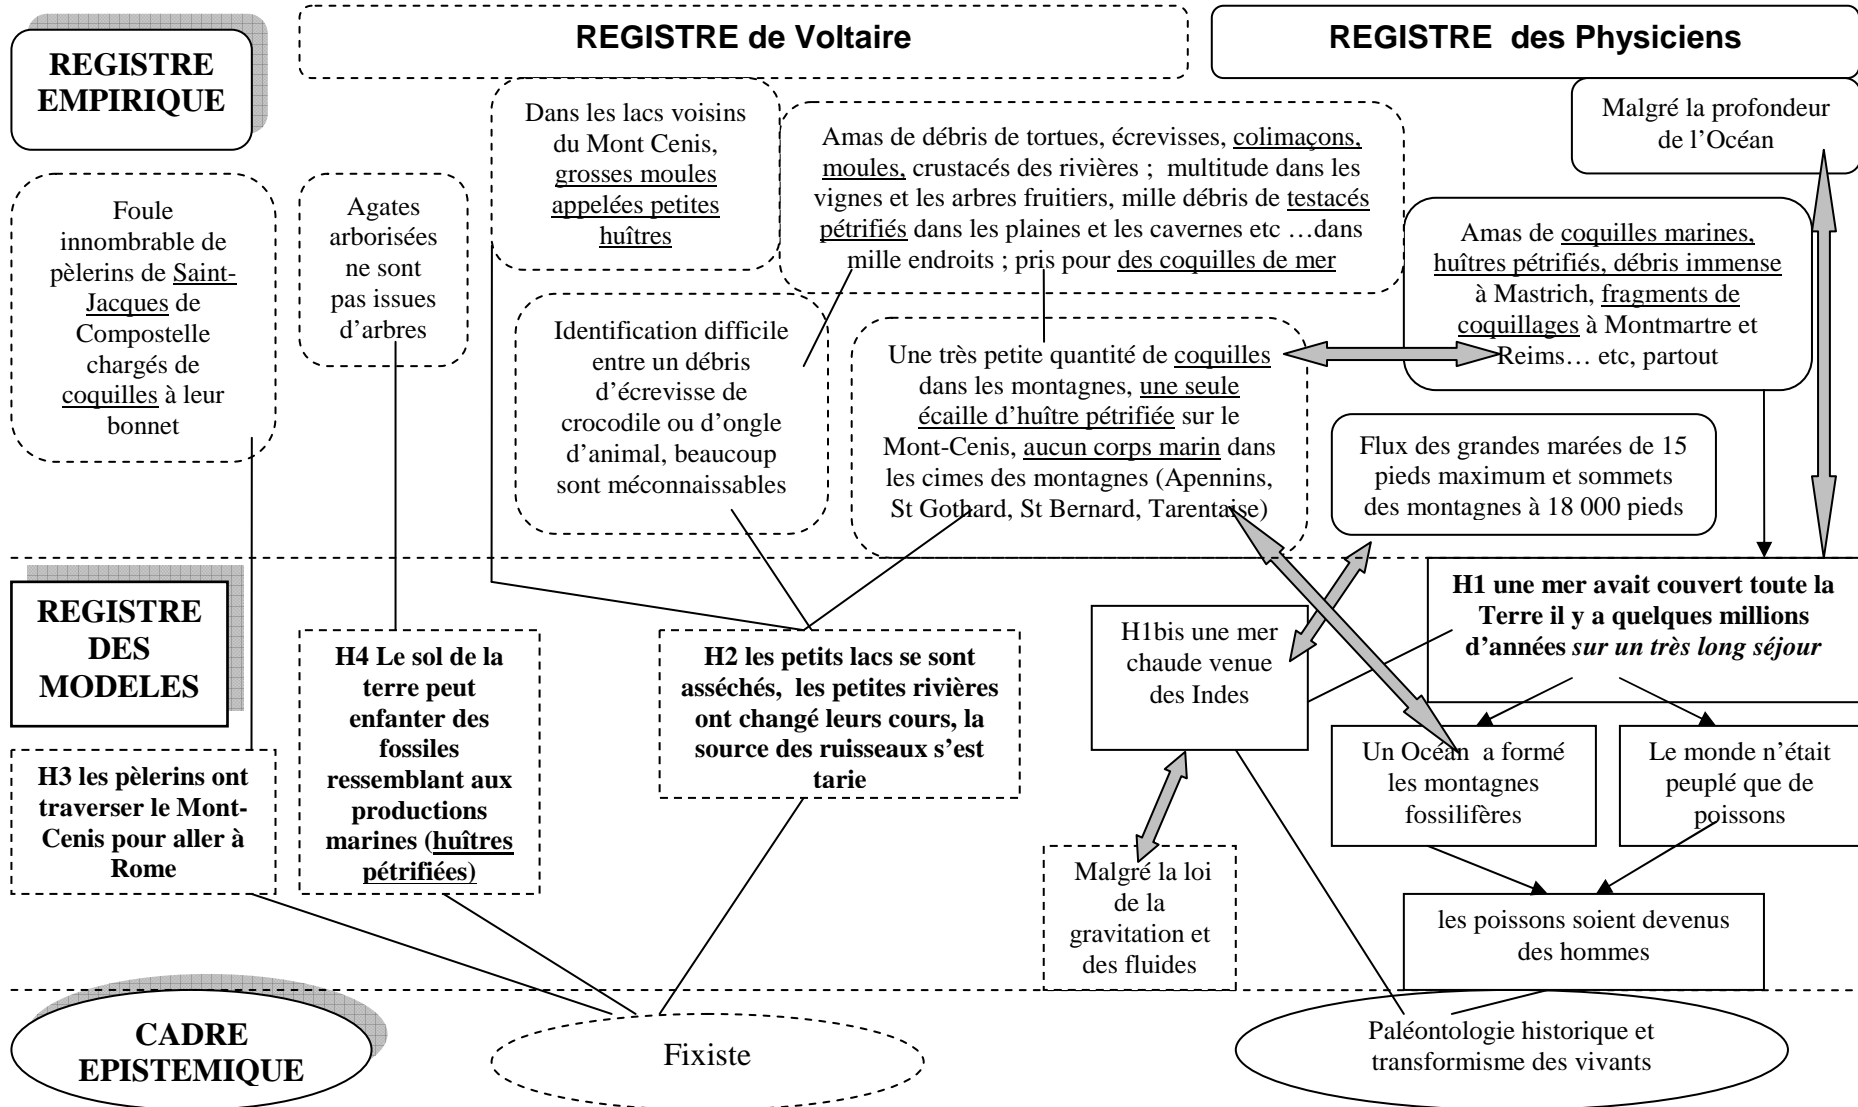 REGISTRE de Voltaire
REGISTRE des Physiciens
REGISTRE
EMPIRIQUE
Foule
innombrable de
pèlerins de Saint-
Jacques de
Compostelle
chargés de
coquilles à leur
bonnet
Agates
arborisées
ne sont
pas issues
d'arbres
Dans les lacs voisins
du Mont Cenis,
grosses moules
appelées petites
huîtres
Amas de débris de tortues, écrevisses, colimaçons,
moules, crustacés des rivières ; multitude dans les
vignes et les arbres fruitiers, mille débris de testacés
pétrifiés dans les plaines et les cavernes etc …dans
mille endroits ; pris pour des coquilles de mer
Malgré la profondeur
de l'Océan
Amas de coquilles marines,
huîtres pétrifiés, débris immense
à Mastrich, fragments de
coquillages à Montmartre et
Reims… etc, partout
Identification difficile
entre un débris
d'écrevisse de
crocodile ou d'ongle
d'animal, beaucoup
sont méconnaissables
Une très petite quantité de coquilles
dans les montagnes, une seule
écaille d'huître pétrifiée sur le
Mont-Cenis, aucun corps marin dans
les cimes des montagnes (Apennins,
St Gothard, St Bernard, Tarentaise)
Flux des grandes marées de 15
pieds maximum et sommets
des montagnes à 18 000 pieds
REGISTRE
DES
MODELES
H3 les pèlerins ont
traverser le Mont-
Cenis pour aller à
Rome
H4 Le sol de la
terre peut
enfanter des
fossiles
ressemblant aux
productions
marines (huîtres
pétrifiées)
H2 les petits lacs se sont
asséchés, les petites rivières
ont changé leurs cours, la
source des ruisseaux s'est
tarie
H1bis une mer
chaude venue
des Indes
H1 une mer avait couvert toute la
Terre il y a quelques millions
d'années sur un très long séjour
Un Océan a formé
les montagnes
fossilifères
Le monde n'était
peuplé que de
poissons
Malgré la loi
de la
gravitation et
des fluides
les poissons soient devenus
des hommes
CADRE
EPISTEMIQUE
Fixiste
Paléontologie historique et
transformisme des vivants